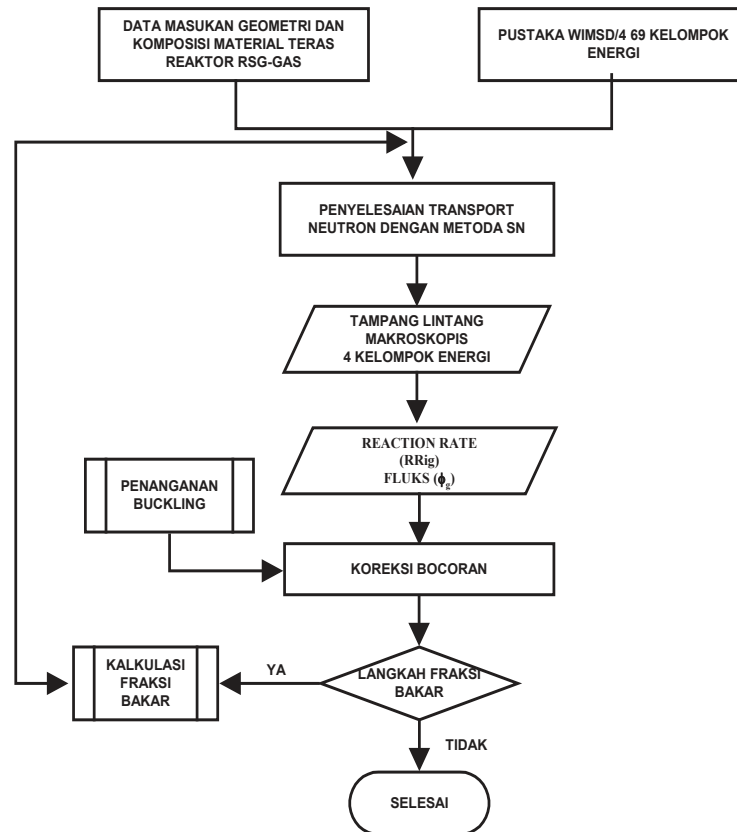 DATA MASUKAN GEOMETRI DAN
KOMPOSISI MATERIAL TERAS
REAKTOR RSG-GAS
PUSTAKA WIMSD/4 69 KELOMPOK
ENERGI
PENYELESAIAN TRANSPORT
NEUTRON DENGAN METODA SN
TAMPANG LINTANG
MAKROSKOPIS
4 KELOMPOK ENERGI
REACTION RATE
(RRig)
FLUKS (ϕg)
PENANGANAN
BUCKLING
KOREKSI BOCORAN
KALKULASI
FRAKSI
BAKAR
YA
LANGKAH FRAKSI
BAKAR
TIDAK
SELESAI